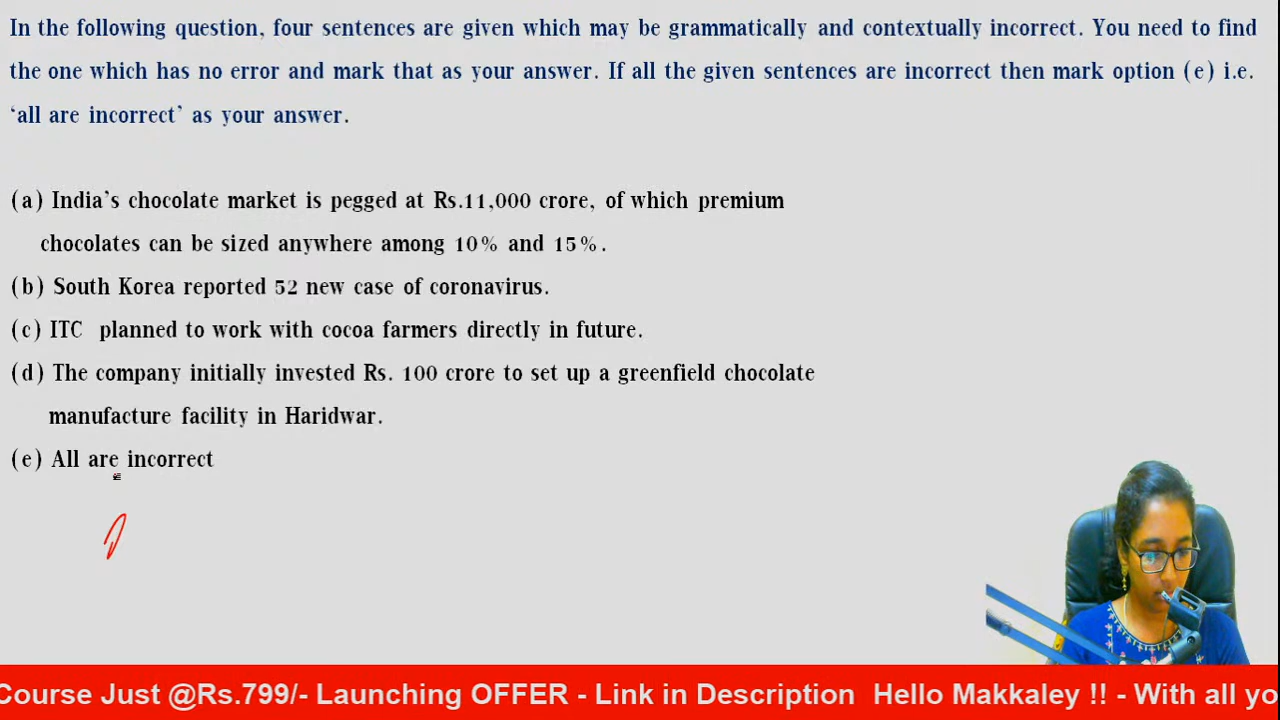 In the following question, four sentences are given which may be grammatically and contextually incorrect. You need to find
the one which has no error and mark that as your answer. If all the given sentences are incorrect then mark option (e) i.e.
‘all are incorrect’ as your answer.
(a) India’s chocolate market is pegged at Rs.11,000 crore, of which premium
chocolates can be sized anywhere among 10% and 15%.
(b) South Korea reported 52 new case of coronavirus.
(c) ITC planned to work with cocoa farmers directly in future.
(d) The company initially invested Rs. 100 crore to set up a greenfield chocolate
manufacture facility in Haridwar.
(e) All are incorrect
Course Just @Rs.799/- Launching OFFER - Link in Description Hello Makkaley !! - With all yo